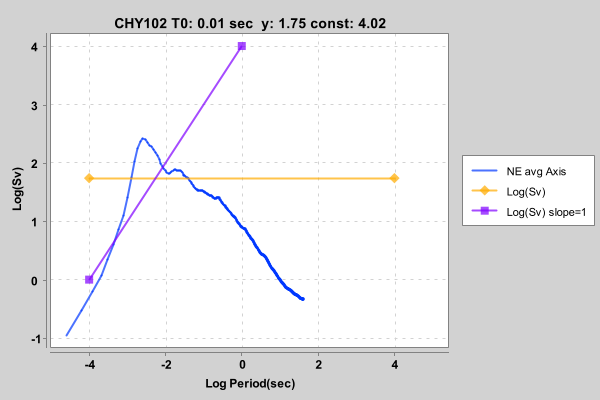 CHY102 T0: 0.01 sec  y: 1.75 const: 4.02
4
3
2
1
0
-1
Log(Sv)
-4
-2
0
2
4
Log Period(sec)
NE avg Axis
Log(Sv)
Log(Sv) slope=1